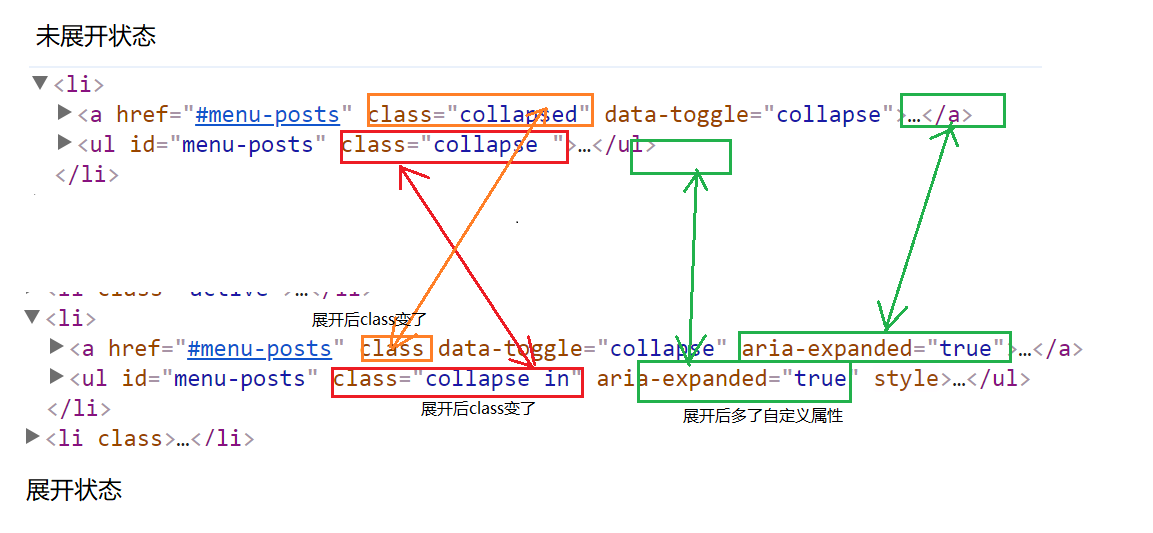 未展开状态
▼<li>
▶<a href="#menu-posts" class="collapsed" data-toggle="collapse">…</a>
▶<ul id="menu-posts" class="collapse ">…</ul>
</li>
▼<li>
展开后class变了
▶<a href="#menu-posts" class data-toggle="collapse" aria-expanded="true">…</a>
▶<ul id="menu-posts" class="collapse in" aria-expanded="true" style>…</ul>
</li>
展开后class变了
展开后多了自定义属性
▶<li class>…</li>
展开状态